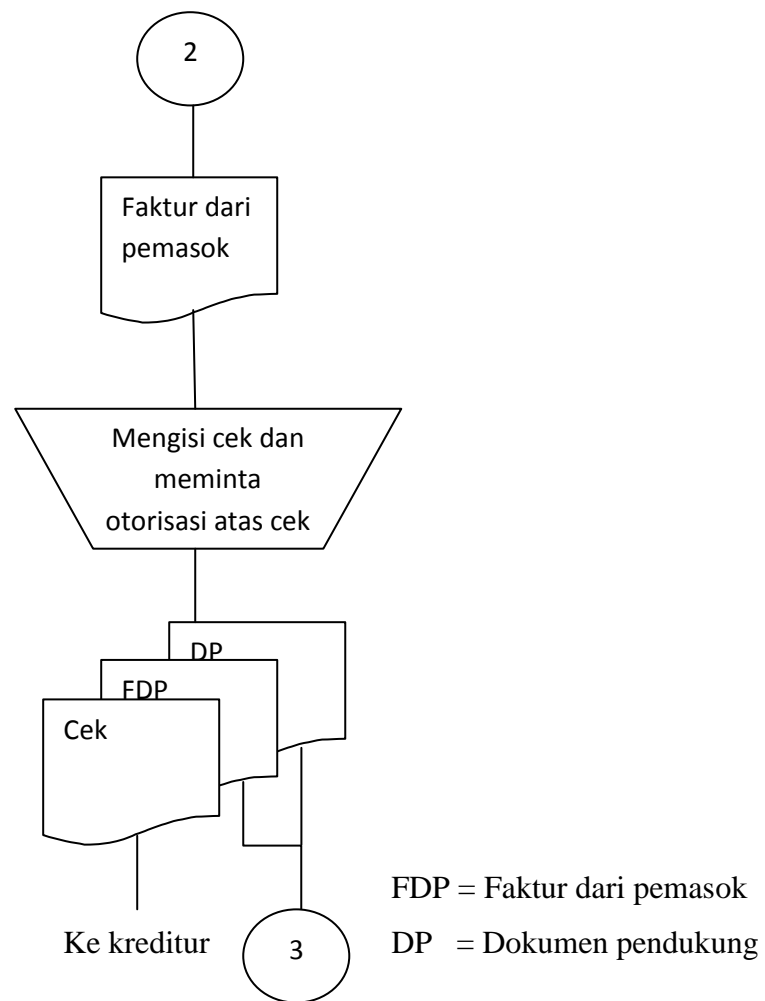 2
Faktur dari
pemasok
Mengisi cek dan
meminta
otorisasi atas cek
DP
FDP
Cek
FDP = Faktur dari pemasok
Ke kreditur
3
DP = Dokumen pendukung